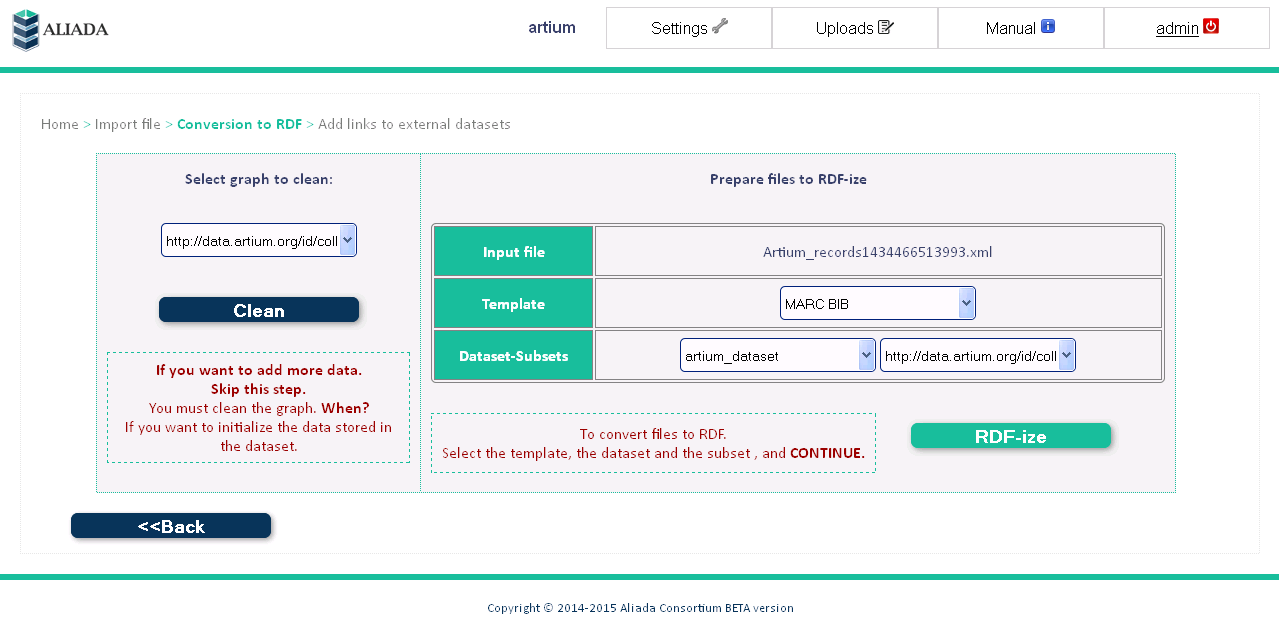 ALIADA
artium
Settings
Uploads
Manual
admin
Home > Import file > Conversion to RDF > Add links to external datasets
Select graph to clean:
http://data.artium.org/id/coll
Clean
If you want to add more data.
Skip this step.
You must clean the graph. When?
If you want to initialize the data stored in
the dataset.
Prepare files to RDF-ize
Input file
Artium_records1434466513993.xml
Template
MARC BIB
Dataset-Subsets
artium_dataset
http://data.artium.org/id/coll
To convert files to RDF.
Select the template, the dataset and the subset , and CONTINUE.
RDF-ize
<<Back
Copyright © 2014-2015 Aliada Consortium BETA version